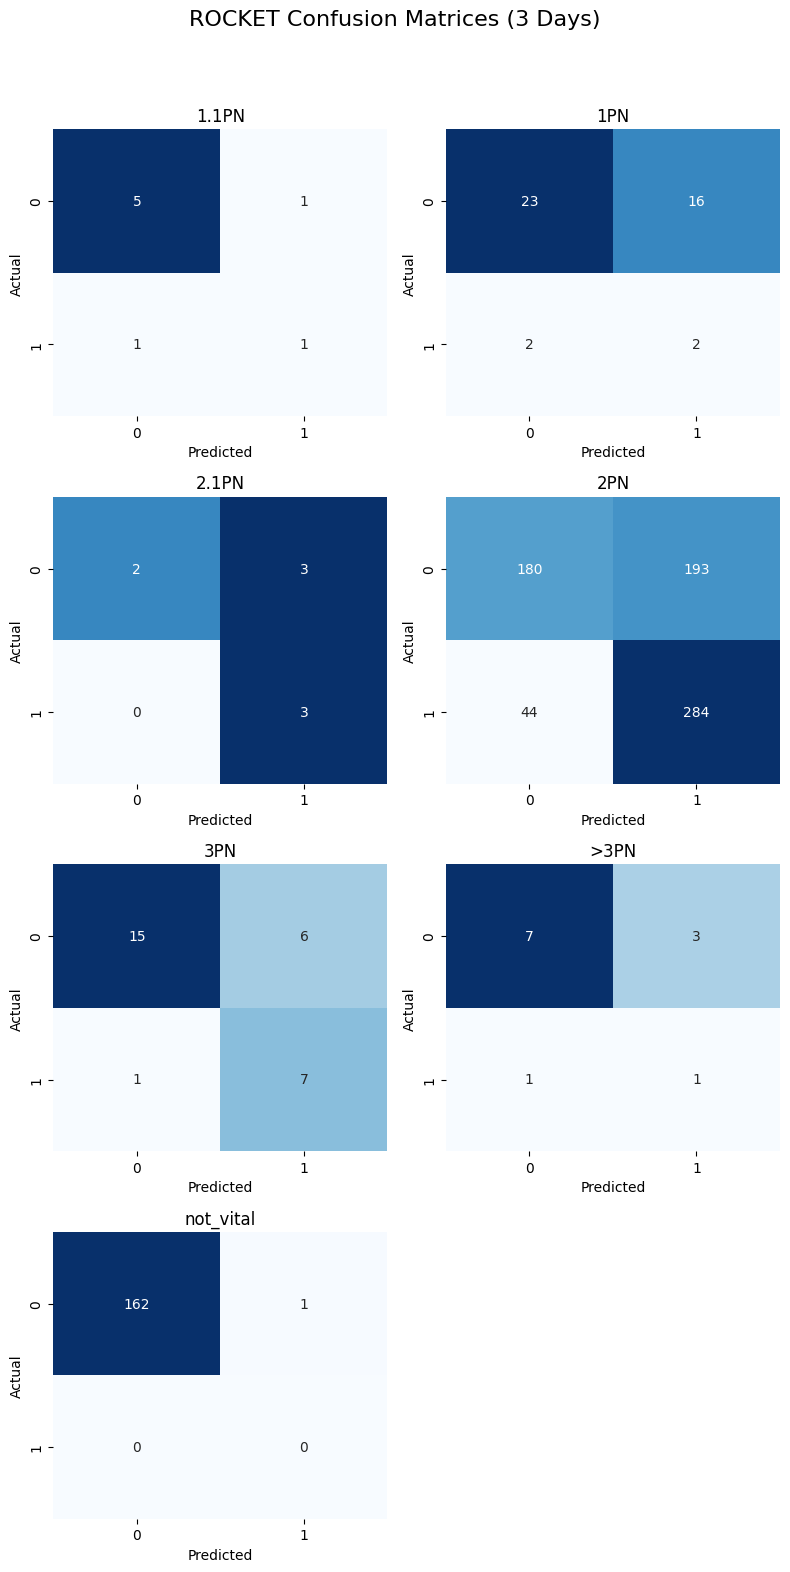 ROCKET Confusion Matrices (3 Days)
1.1PN
0
5
1
Actual
1
1
1
0
1
Predicted
1PN
0
23
16
Actual
1
2
2
0
1
Predicted
2.1PN
0
2
3
Actual
1
0
3
0
1
Predicted
2PN
0
180
193
Actual
1
44
284
0
1
Predicted
3PN
0
15
6
Actual
1
1
7
0
1
Predicted
>3PN
0
7
3
Actual
1
1
1
0
1
Predicted
not_vital
0
162
1
Actual
1
0
0
0
1
Predicted